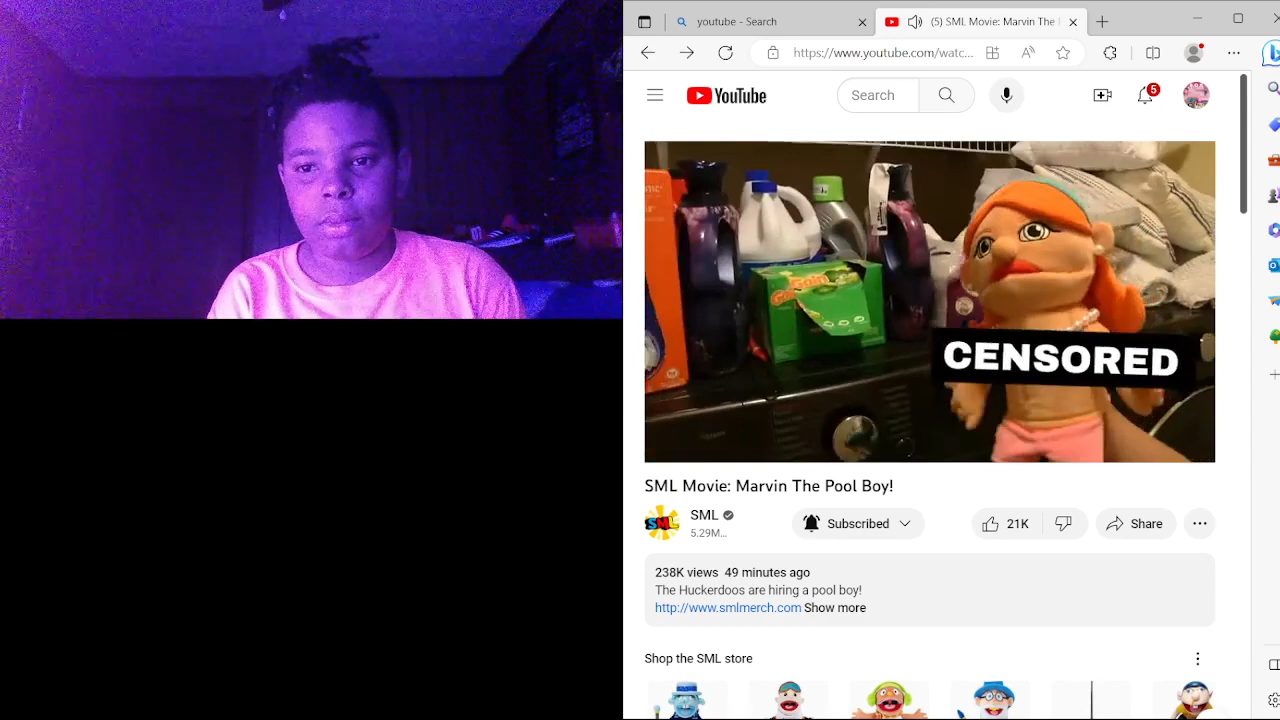 youtube - Search
(5) SML Movie: Marvin The
https://www.youtube.com/watc...
YouTube
Search
5
Gain
CENSORED
SML Movie: Marvin The Pool Boy!
SML
SML
5.29M...
Subscribed
21K
Share
238K views 49 minutes ago
The Huckerdoos are hiring a pool boy!
http://www.smlmerch.com Show more
Shop the SML store